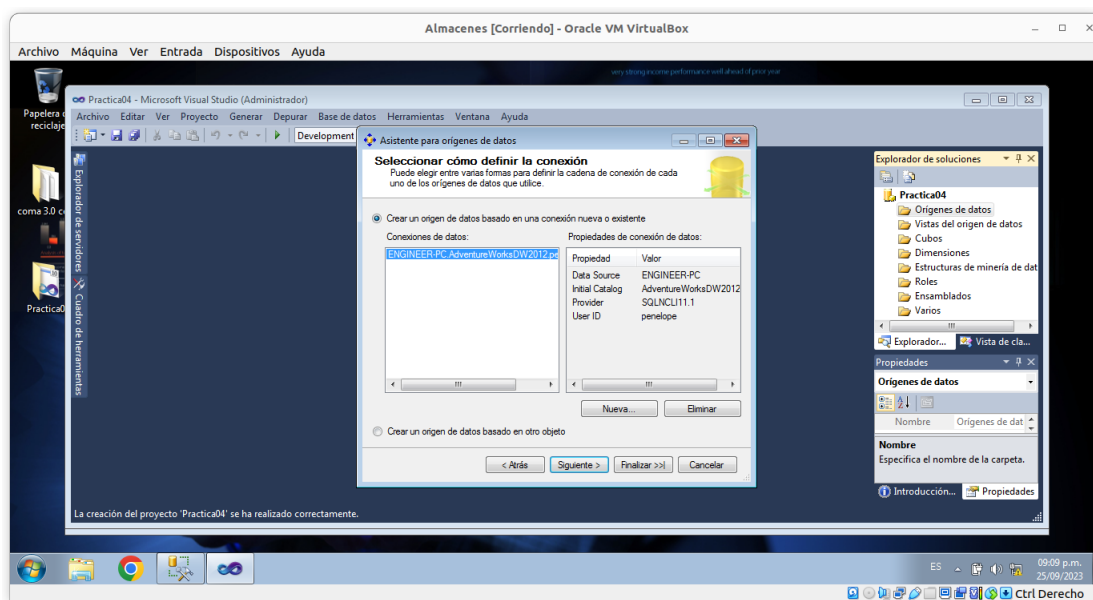 Almacenes [Corriendo] - Oracle VM VirtualBox
Archivo Máquina Ver Entrada Dispositivos Ayuda
very strong income performance well ahead of prior year
Papelera
reciclaje
coma 3.0
Practica0
Practica04 - Microsoft Visual Studio (Administrador)
Archivo Editar Ver Proyecto Generar Depurar Base de datos Herramientas Ventana Ayuda
Development
Explorador de servidores
Cuadro de herramientas
Asistente para orígenes de datos
Seleccionar cómo definir la conexión
Puede elegir entre varias formas para definir la cadena de conexión de cada
uno de los orígenes de datos que utilice.
Crear un origen de datos basado en una conexión nueva o existente
Conexiones de datos:
ENGINEER-PC.AdventureWorksDW2012.pe
Propiedades de conexión de datos:
Propiedad Valor
Data Source ENGINEER-PC
Initial Catalog AdventureWorksDW2012
Provider SQLNCLI11.1
User ID penelope
Nueva... Eliminar
Crear un origen de datos basado en otro objeto
< Atrás Siguiente > Finalizar >>| Cancelar
Explorador de soluciones
Practica04
Orígenes de datos
Vistas del origen de datos
Cubos
Dimensiones
Estructuras de minería de dat
Roles
Ensamblados
Varios
Explorador... Vista de cla...
Propiedades
Orígenes de datos
Nombre Orígenes de dat
Nombre
Especifica el nombre de la carpeta.
Introducción... Propiedades
La creación del proyecto 'Practica04' se ha realizado correctamente.
ES
09:09 p.m.
25/09/2023
Ctrl Derecho